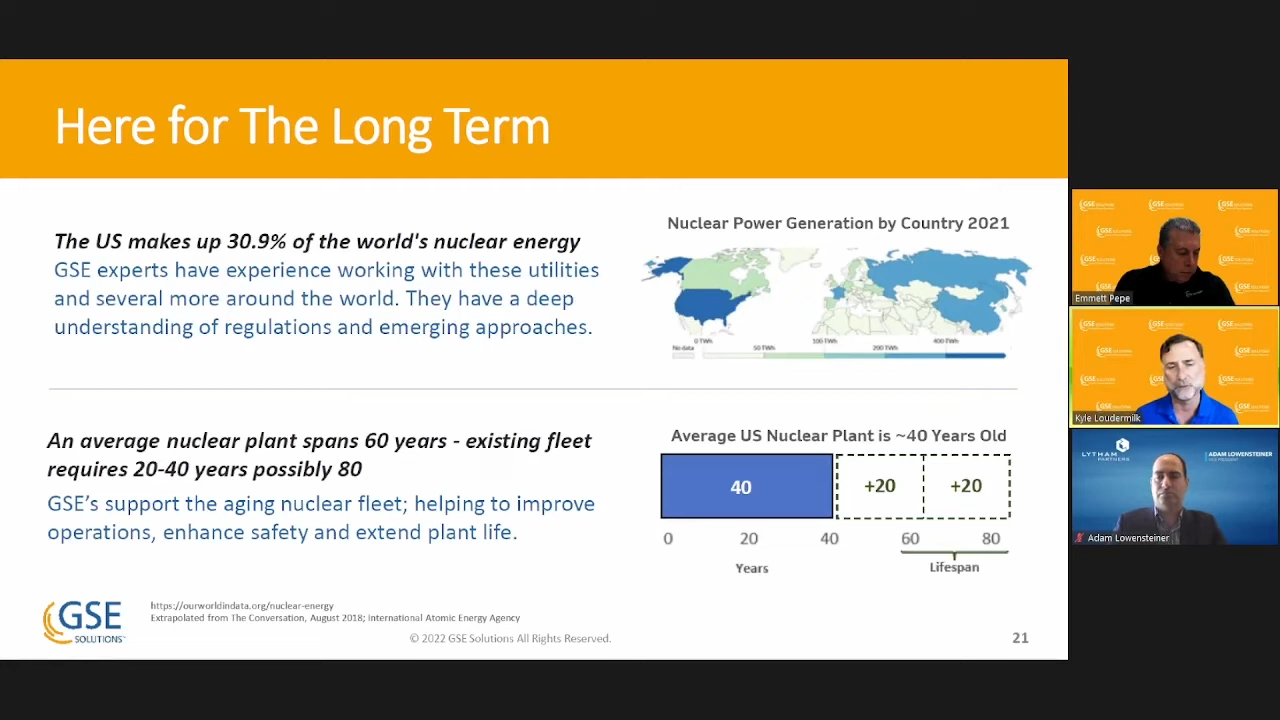 Here for The Long Term
The US makes up 30.9% of the world's nuclear energy
GSE experts have experience working with these utilities
and several more around the world. They have a deep
understanding of regulations and emerging approaches.
Nuclear Power Generation by Country 2021
0 TWh
100 TWh
400 TWh
No data
50 TWh
200 TWh
An average nuclear plant spans 60 years - existing fleet
requires 20-40 years possibly 80
GSE's support the aging nuclear fleet; helping to improve
operations, enhance safety and extend plant life.
Average US Nuclear Plant is ~40 Years Old
40
+20
+20
0
20
40
60
80
Years
Lifespan
GSE
SOLUTIONS
https://ourworldindata.org/nuclear-energy
Extrapolated from The Conversation, August 2018; International Atomic Energy Agency
© 2022 GSE Solutions All Rights Reserved.
21
Emmett Pepe
Kyle Loudermilk
LYTHAM
PARTNERS
ADAM LOWENSTEINER
VICE PRESIDENT
Adam Lowensteiner